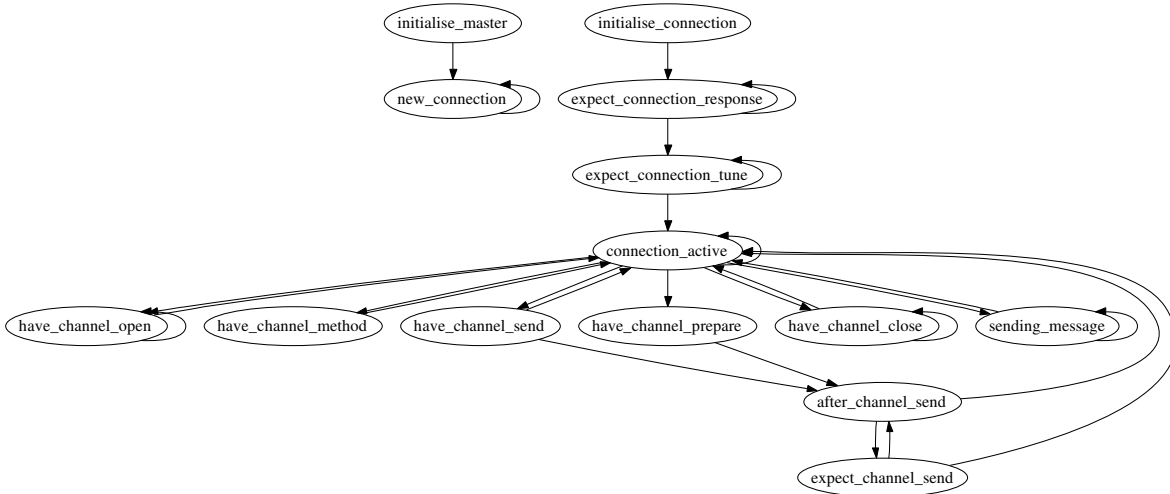 initialise_master
initialise_connection
new_connection
expect_connection_response
expect_connection_tune
connection_active
have_channel_open
have_channel_method
have_channel_send
have_channel_prepare
have_channel_close
sending_message
after_channel_send
expect_channel_send